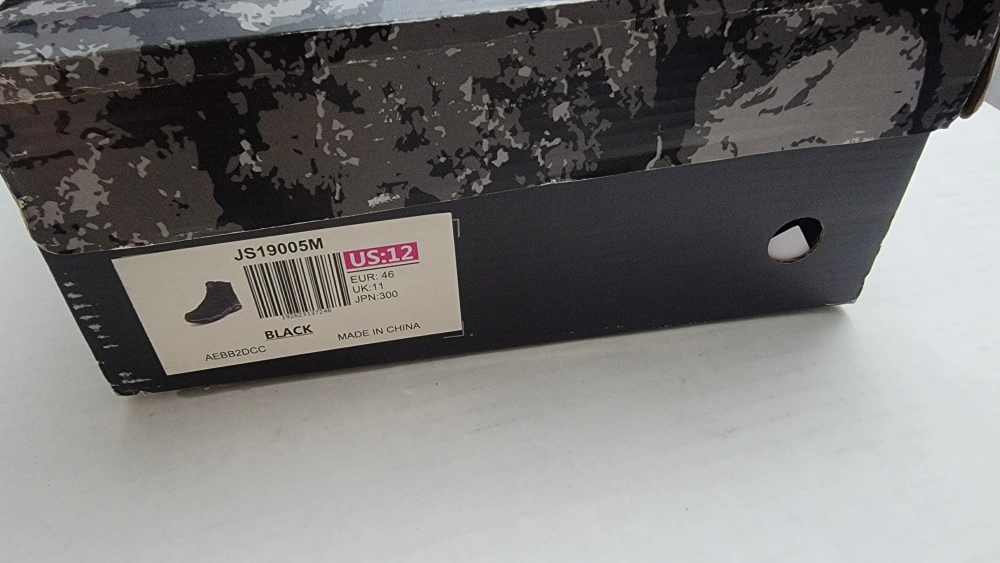 JS19005M
US:12
EUR: 46
UK:11
JPN:300
BLACK
MADE IN CHINA
AEBB2DCC